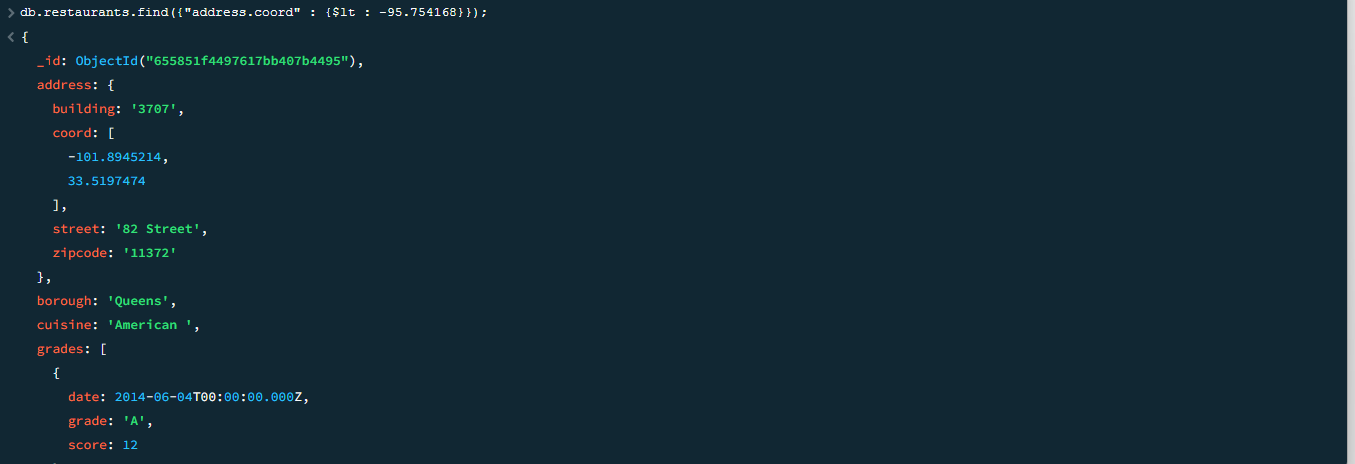 > db.restaurants.find({"address.coord" : {$lt : -95.754168}});
< {
_id: ObjectId("655851f4497617bb407b4495"),
address: {
building: '3707',
coord: [
-101.8945214,
33.5197474
],
street: '82 Street',
zipcode: '11372'
},
borough: 'Queens',
cuisine: 'American ',
grades: [
{
date: 2014-06-04T00:00:00.000Z,
grade: 'A',
score: 12